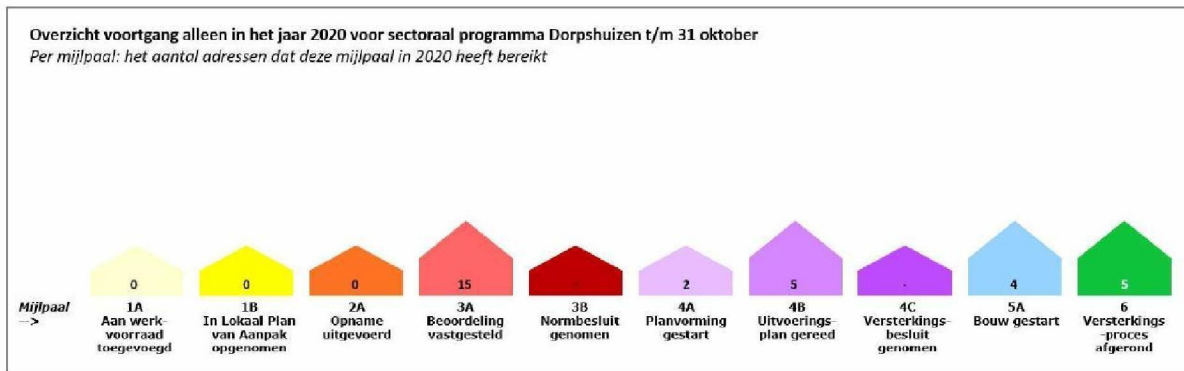 Overzicht voortgang alleen in het jaar 2020 voor sectoraal programma Dorpshuizen t/m 31 oktober
Per mijlpaal: het aantal adressen dat deze mijlpaal in 2020 heeft bereikt
0 0 0 15 - 2 5 - 4 5
Mijlpaal 1A 1B 2A 3A 3B 4A 4B 4C 5A 6
--> Aan werk- In Lokaal Plan Opname Beoordeling Normbesluit Planvorming Uitvoerings- Versterkings- Bouw gestart Versterkings
voorraad van Aanpak uitgevoerd vastgesteld genomen gestart plan gereed besluit -proces
toegevoegd opgenomen genomen afgerond